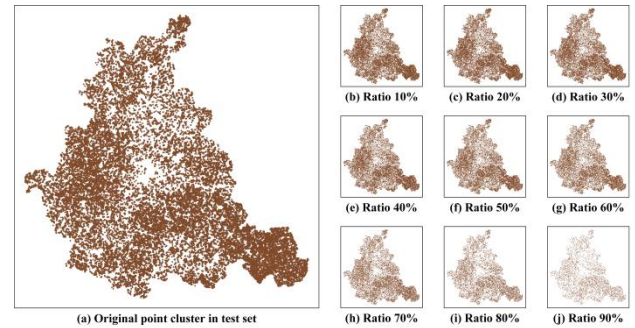 (b) Ratio 10%
(c) Ratio 20%
(d) Ratio 30%
(e) Ratio 40%
(f) Ratio 50%
(g) Ratio 60%
(a) Original point cluster in test set
(h) Ratio 70%
(i) Ratio 80%
(j) Ratio 90%